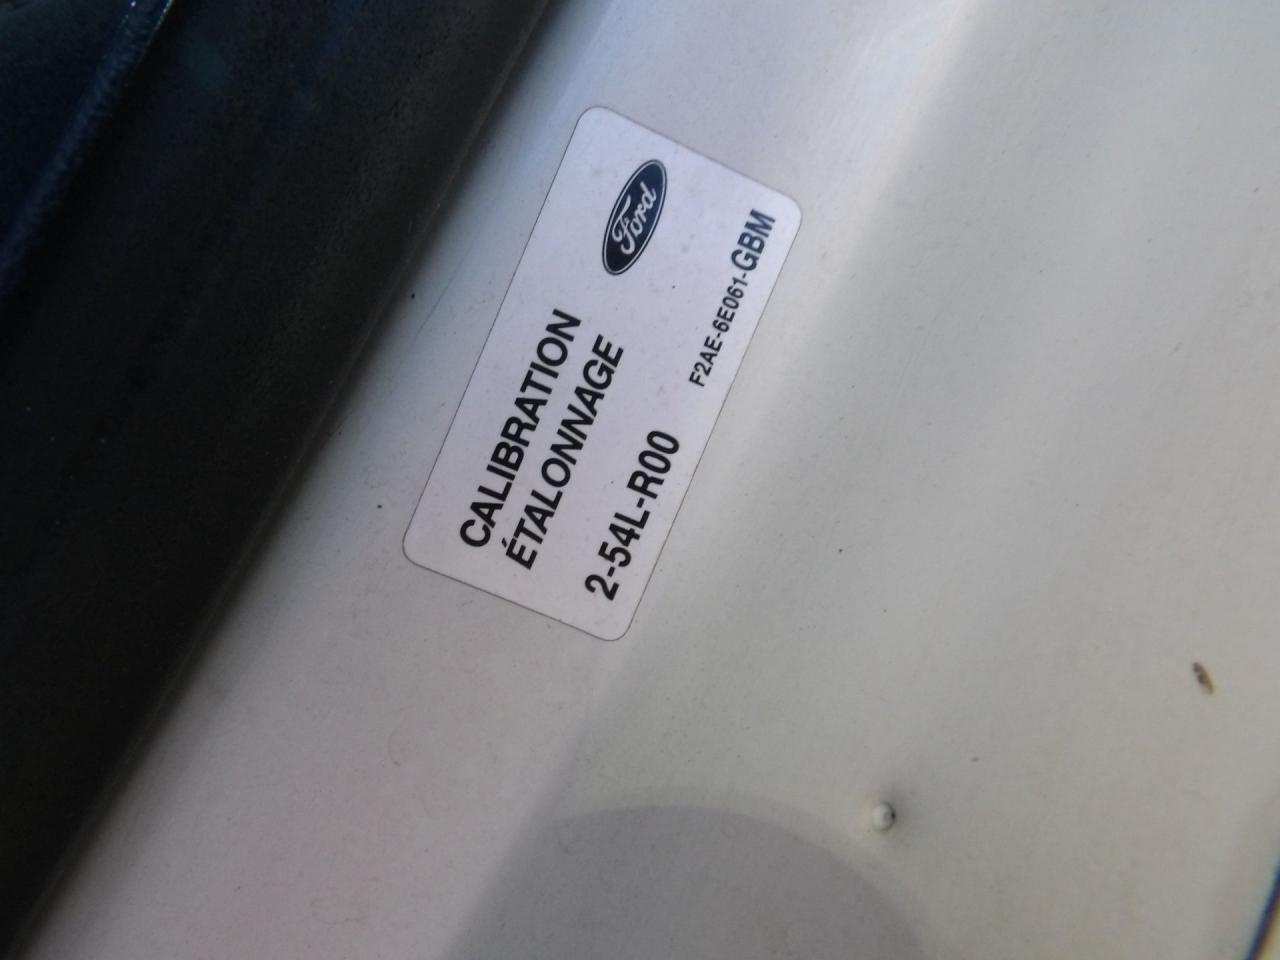 CALIBRATION
ÉTALONNAGE
2-54L-R00
Ford
F2AE-6E061-GBM